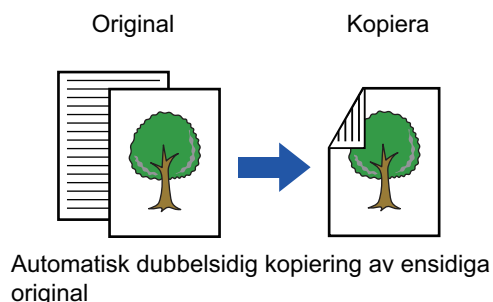 Original
Kopiera
Automatisk dubbelsidig kopiering av ensidiga
original